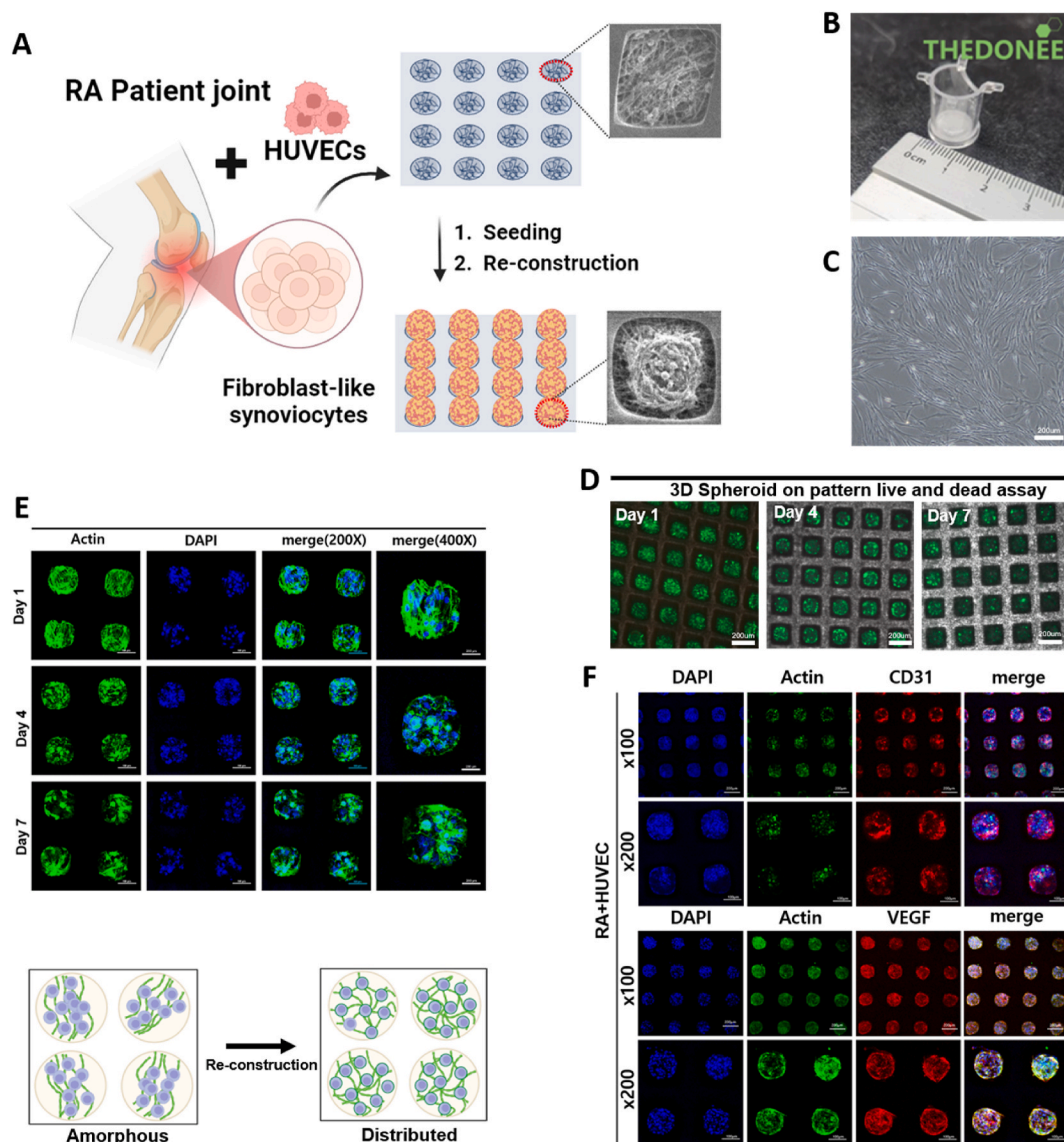 A
RA Patient joint
HUVECs
1. Seeding
2. Re-construction
Fibroblast-like
synoviocytes
B
THEDONEE
0cm 1 2 3
C
200um
D
3D Spheroid on pattern live and dead assay
Day 1 Day 4 Day 7
200um 200um 200um
E
Actin DAPI merge(200X) merge(400X)
Day 1
Day 4
Day 7
Re-construction
Amorphous Distributed
F
RA+HUVEC
DAPI Actin CD31 merge
x100
x200
DAPI Actin VEGF merge
x100
x200